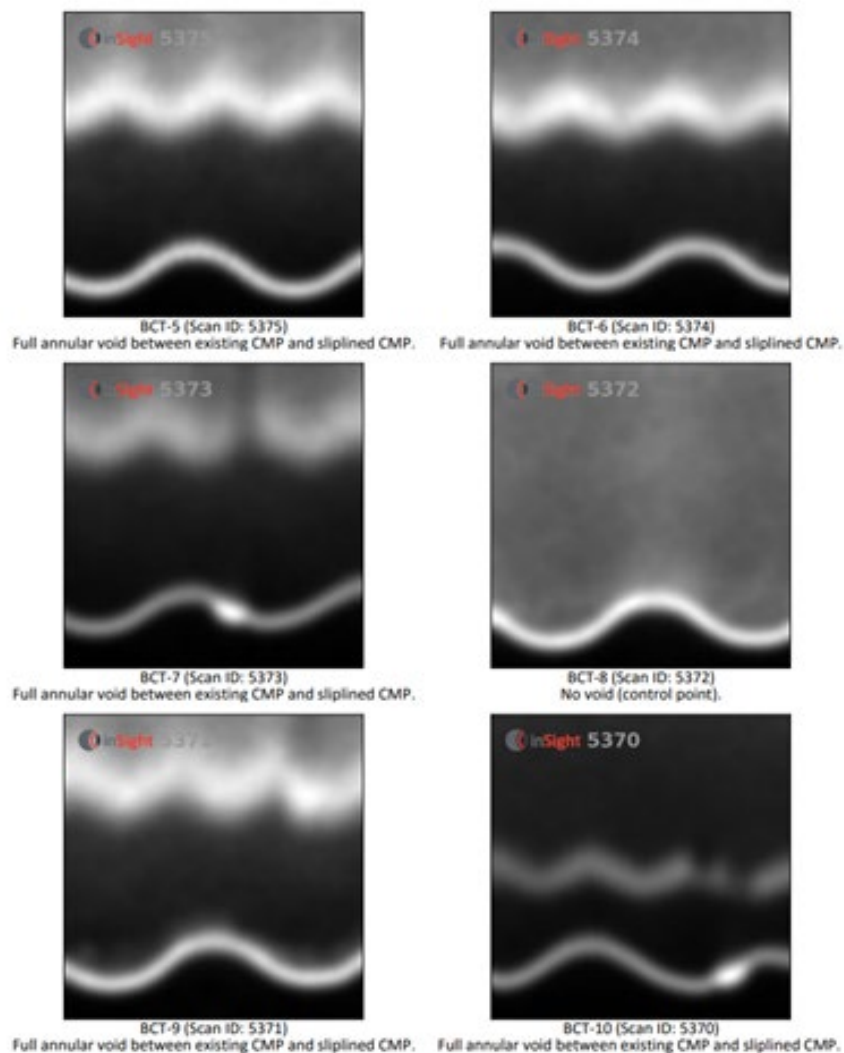 inSight 5375
inSight 5374
BCT-5 (Scan ID: 5375)
Full annular void between existing CMP and sliplined CMP.
BCT-6 (Scan ID: 5374)
Full annular void between existing CMP and sliplined CMP.
inSight 5373
inSight 5372
BCT-7 (Scan ID: 5373)
Full annular void between existing CMP and sliplined CMP.
BCT-8 (Scan ID: 5372)
No void (control point).
inSight 5371
inSight 5370
BCT-9 (Scan ID: 5371)
Full annular void between existing CMP and sliplined CMP.
BCT-10 (Scan ID: 5370)
Full annular void between existing CMP and sliplined CMP.